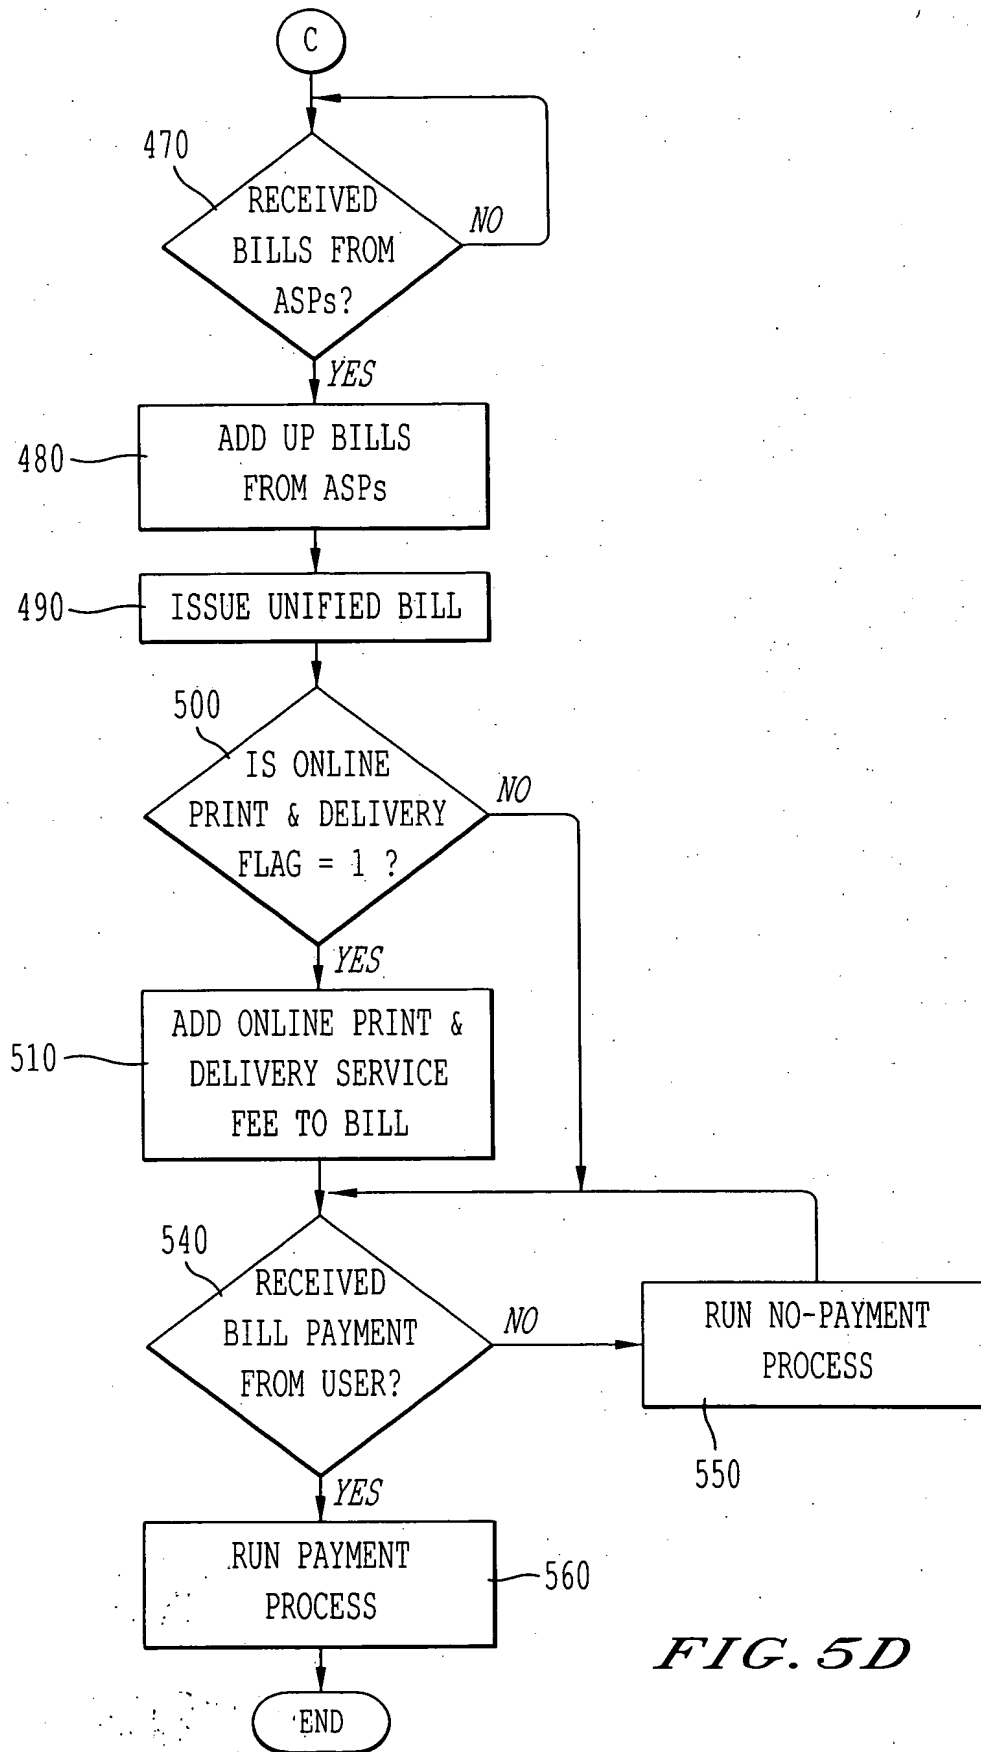 C
470
RECEIVED
BILLS FROM
ASPs?
NO
YES
480
ADD UP BILLS
FROM ASPs
490
ISSUE UNIFIED BILL
500
IS ONLINE
PRINT & DELIVERY
FLAG = 1 ?
NO
YES
510
ADD ONLINE PRINT &
DELIVERY SERVICE
FEE TO BILL
540
RECEIVED
BILL PAYMENT
FROM USER?
NO
RUN NO-PAYMENT
PROCESS
550
YES
RUN PAYMENT
PROCESS
560
END
FIG. 5D